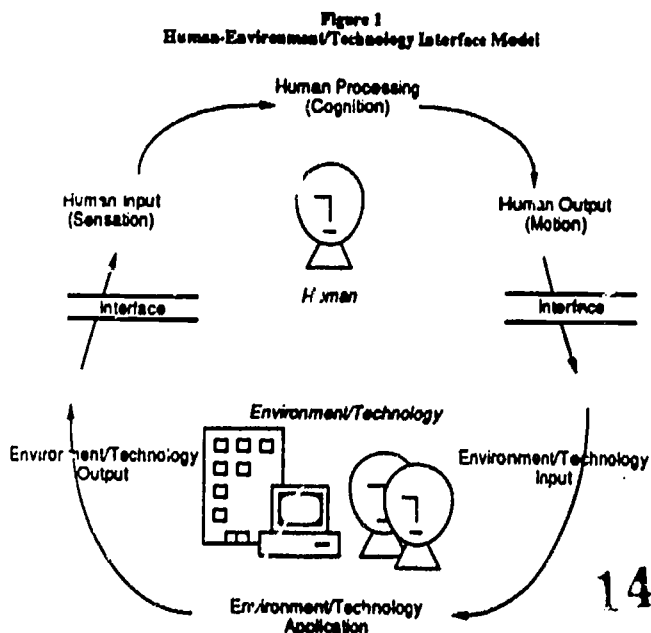 Figure 1
Human-Environment/Technology Interface Model
Human Processing
(Cognition)
Human Input
(Sensation)
Human Output
(Motion)
Human
Interface
Interface
Environment/Technology
Environment/Technology
Output
Environment/Technology
Input
Environment/Technology
Application
14